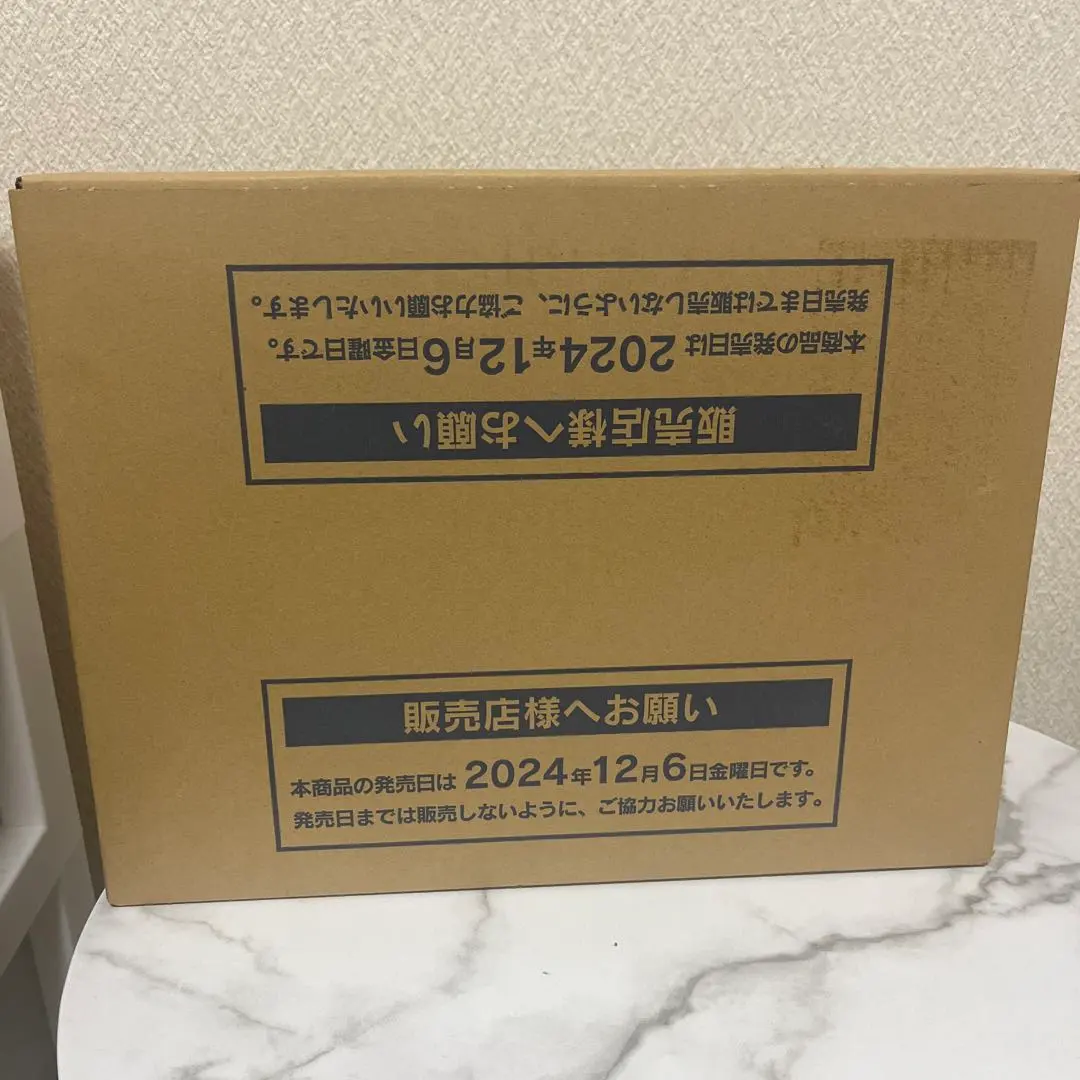 発売日までは販売しないように、ご協力お願いいたします。
本商品の発売日は 2024年12月6日金曜日です。
販売店様へお願い
販売店様へお願い
本商品の発売日は 2024年12月6日金曜日です。
発売日までは販売しないように、ご協力お願いいたします。